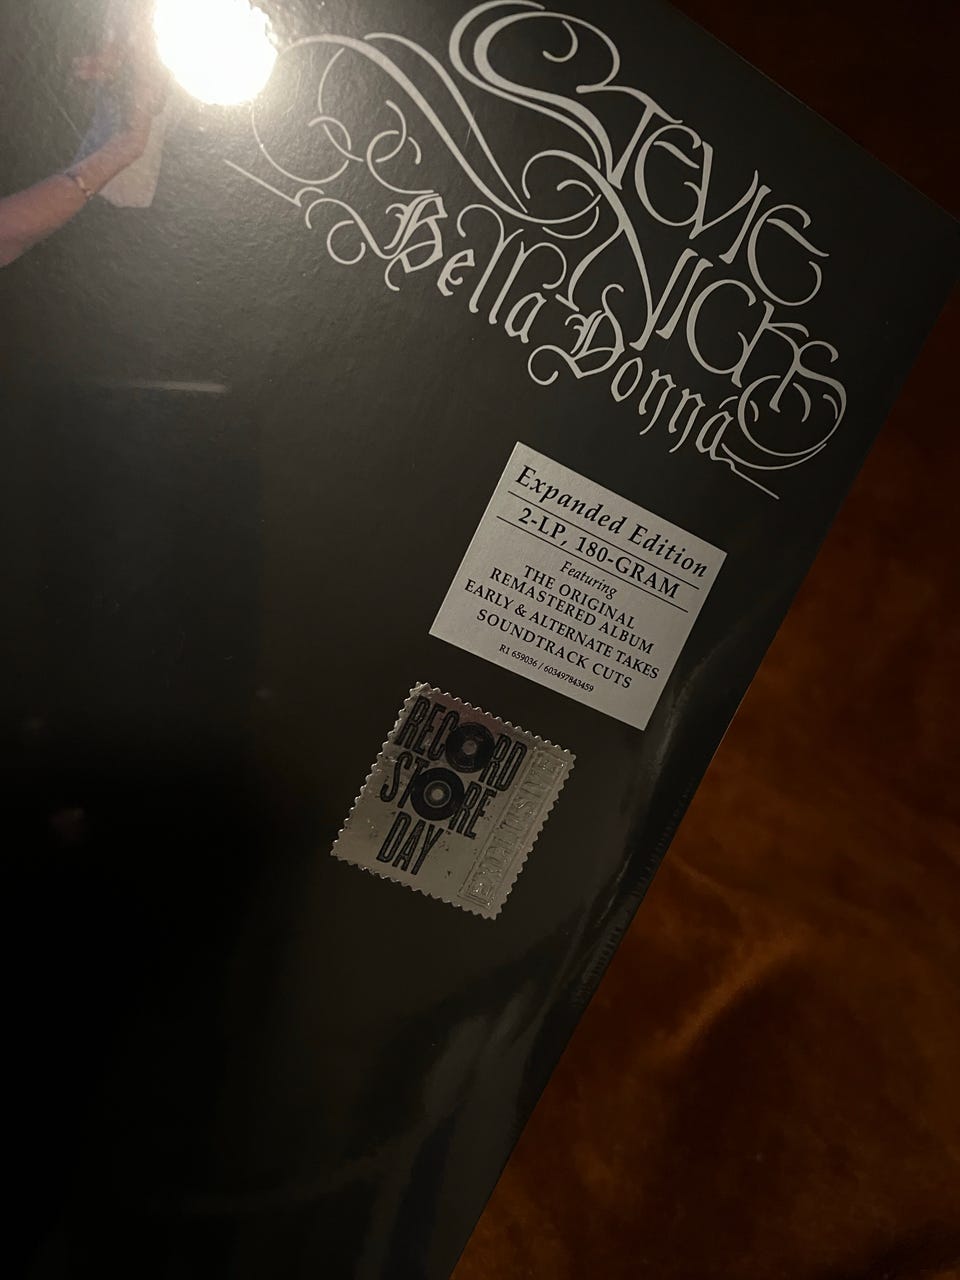 STEVIE
NICKS
Bella Donna
Expanded Edition
2-LP, 180-GRAM
Featuring
THE ORIGINAL
REMASTERED ALBUM
EARLY & ALTERNATE TAKES
SOUNDTRACK CUTS
R1 659036 / 603497843459
RECORD
STORE
DAY
EXCLUSIVE